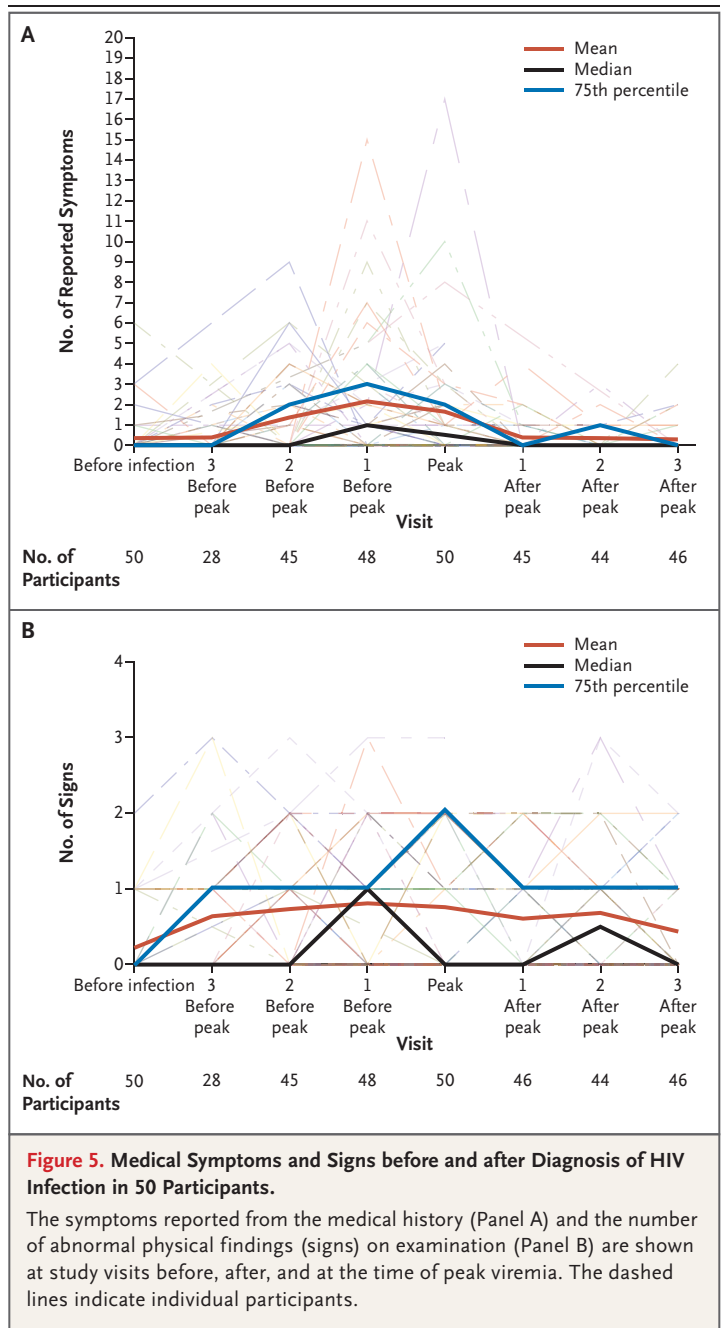 A
Mean
Median
75th percentile
No. of Reported Symptoms
20
19
18
17
16
15
14
13
12
11
10
9
8
7
6
5
4
3
2
1
0
Before infection 3 2 1 Peak 1 2 3
Before Before Before After After After
peak peak peak peak peak peak
Visit
No. of 50 28 45 48 50 45 44 46
Participants
B
Mean
Median
75th percentile
No. of Signs
4
3
2
1
0
Before infection 3 2 1 Peak 1 2 3
Before Before Before After After After
peak peak peak peak peak peak
Visit
No. of 50 28 45 48 50 46 44 46
Participants
Figure 5. Medical Symptoms and Signs before and after Diagnosis of HIV
Infection in 50 Participants.
The symptoms reported from the medical history (Panel A) and the number
of abnormal physical findings (signs) on examination (Panel B) are shown
at study visits before, after, and at the time of peak viremia. The dashed
lines indicate individual participants.